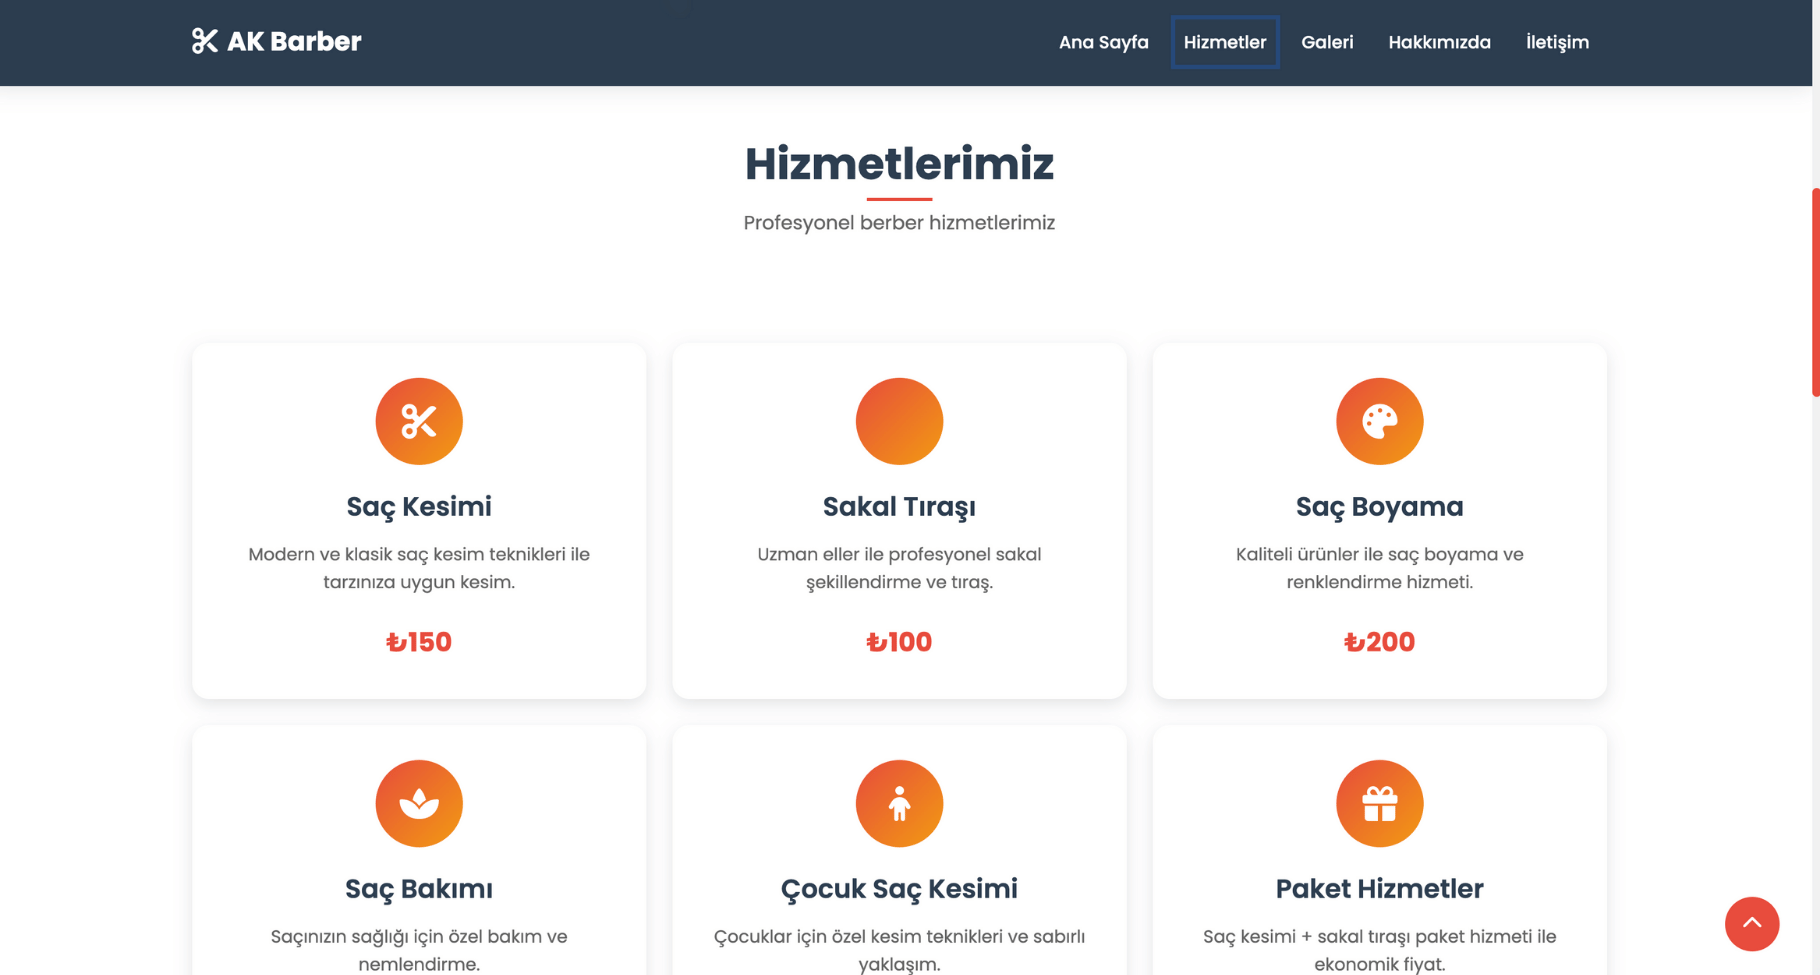 AK Barber
Ana Sayfa
Hizmetler
Galeri
Hakkımızda
İletişim
Hizmetlerimiz
Profesyonel berber hizmetlerimiz
Saç Kesimi
Modern ve klasik saç kesim teknikleri ile
tarzınıza uygun kesim.
₺150
Sakal Tıraşı
Uzman eller ile profesyonel sakal
şekillendirme ve tıraş.
₺100
Saç Boyama
Kaliteli ürünler ile saç boyama ve
renklendirme hizmeti.
₺200
Saç Bakımı
Saçınızın sağlığı için özel bakım ve
nemlendirme.
Çocuk Saç Kesimi
Çocuklar için özel kesim teknikleri ve sabırlı
yaklaşım.
Paket Hizmetler
Saç kesimi + sakal tıraşı paket hizmeti ile
ekonomik fiyat.